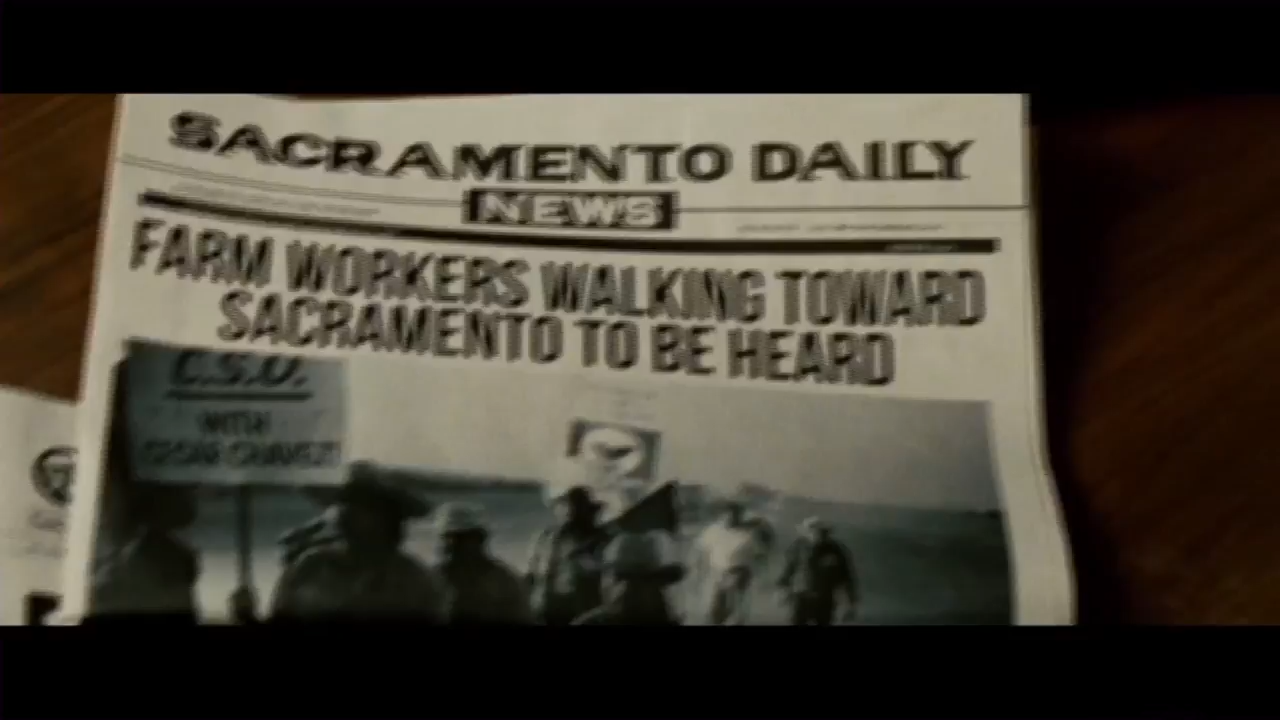 SACRAMENTO DAILY
NEWS
FARM WORKERS WALKING TOWARD
SACRAMENTO TO BE HEARD
C.S.O.
WITH
CESAR CHAVEZ!